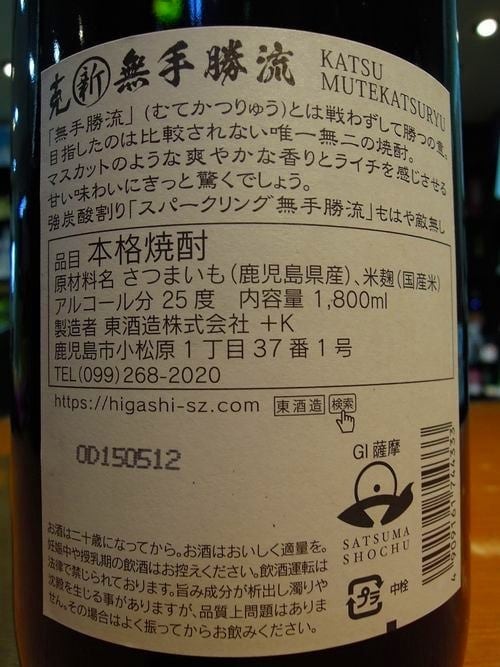 克 新 無手勝流 KATSU
MUTEKATSURYU
「無手勝流」(むてかつりゅう)とは戦わずして勝つの意。
目指したのは比較されない唯一無二の焼酎。
マスカットのような爽やかな香りとライチを感じさせる
甘い味わいにきっと驚くでしょう。
強炭酸割り「スパークリング無手勝流」もはや敵無し
品目 本格焼酎
原材料名 さつまいも(鹿児島県産)、米麹(国産米)
アルコール分 25度 内容量 1,800ml
製造者 東酒造株式会社 +K
鹿児島市小松原1丁目37番1号
TEL(099)268-2020
https://higashi-sz.com 東酒造 検索
OD150512
GI 薩摩
SATSUMA
SHOCHU
お酒は二十歳になってから。お酒はおいしく適量を。
妊娠中や授乳期の飲酒はお控えください。飲酒運転は
法律で禁じられております。旨み成分が析出し濁りや
沈殿を生じる事がありますが、品質上問題はありま
せん。その場合はよく振ってからお飲みください。
プラ 中栓
4 909161 744333